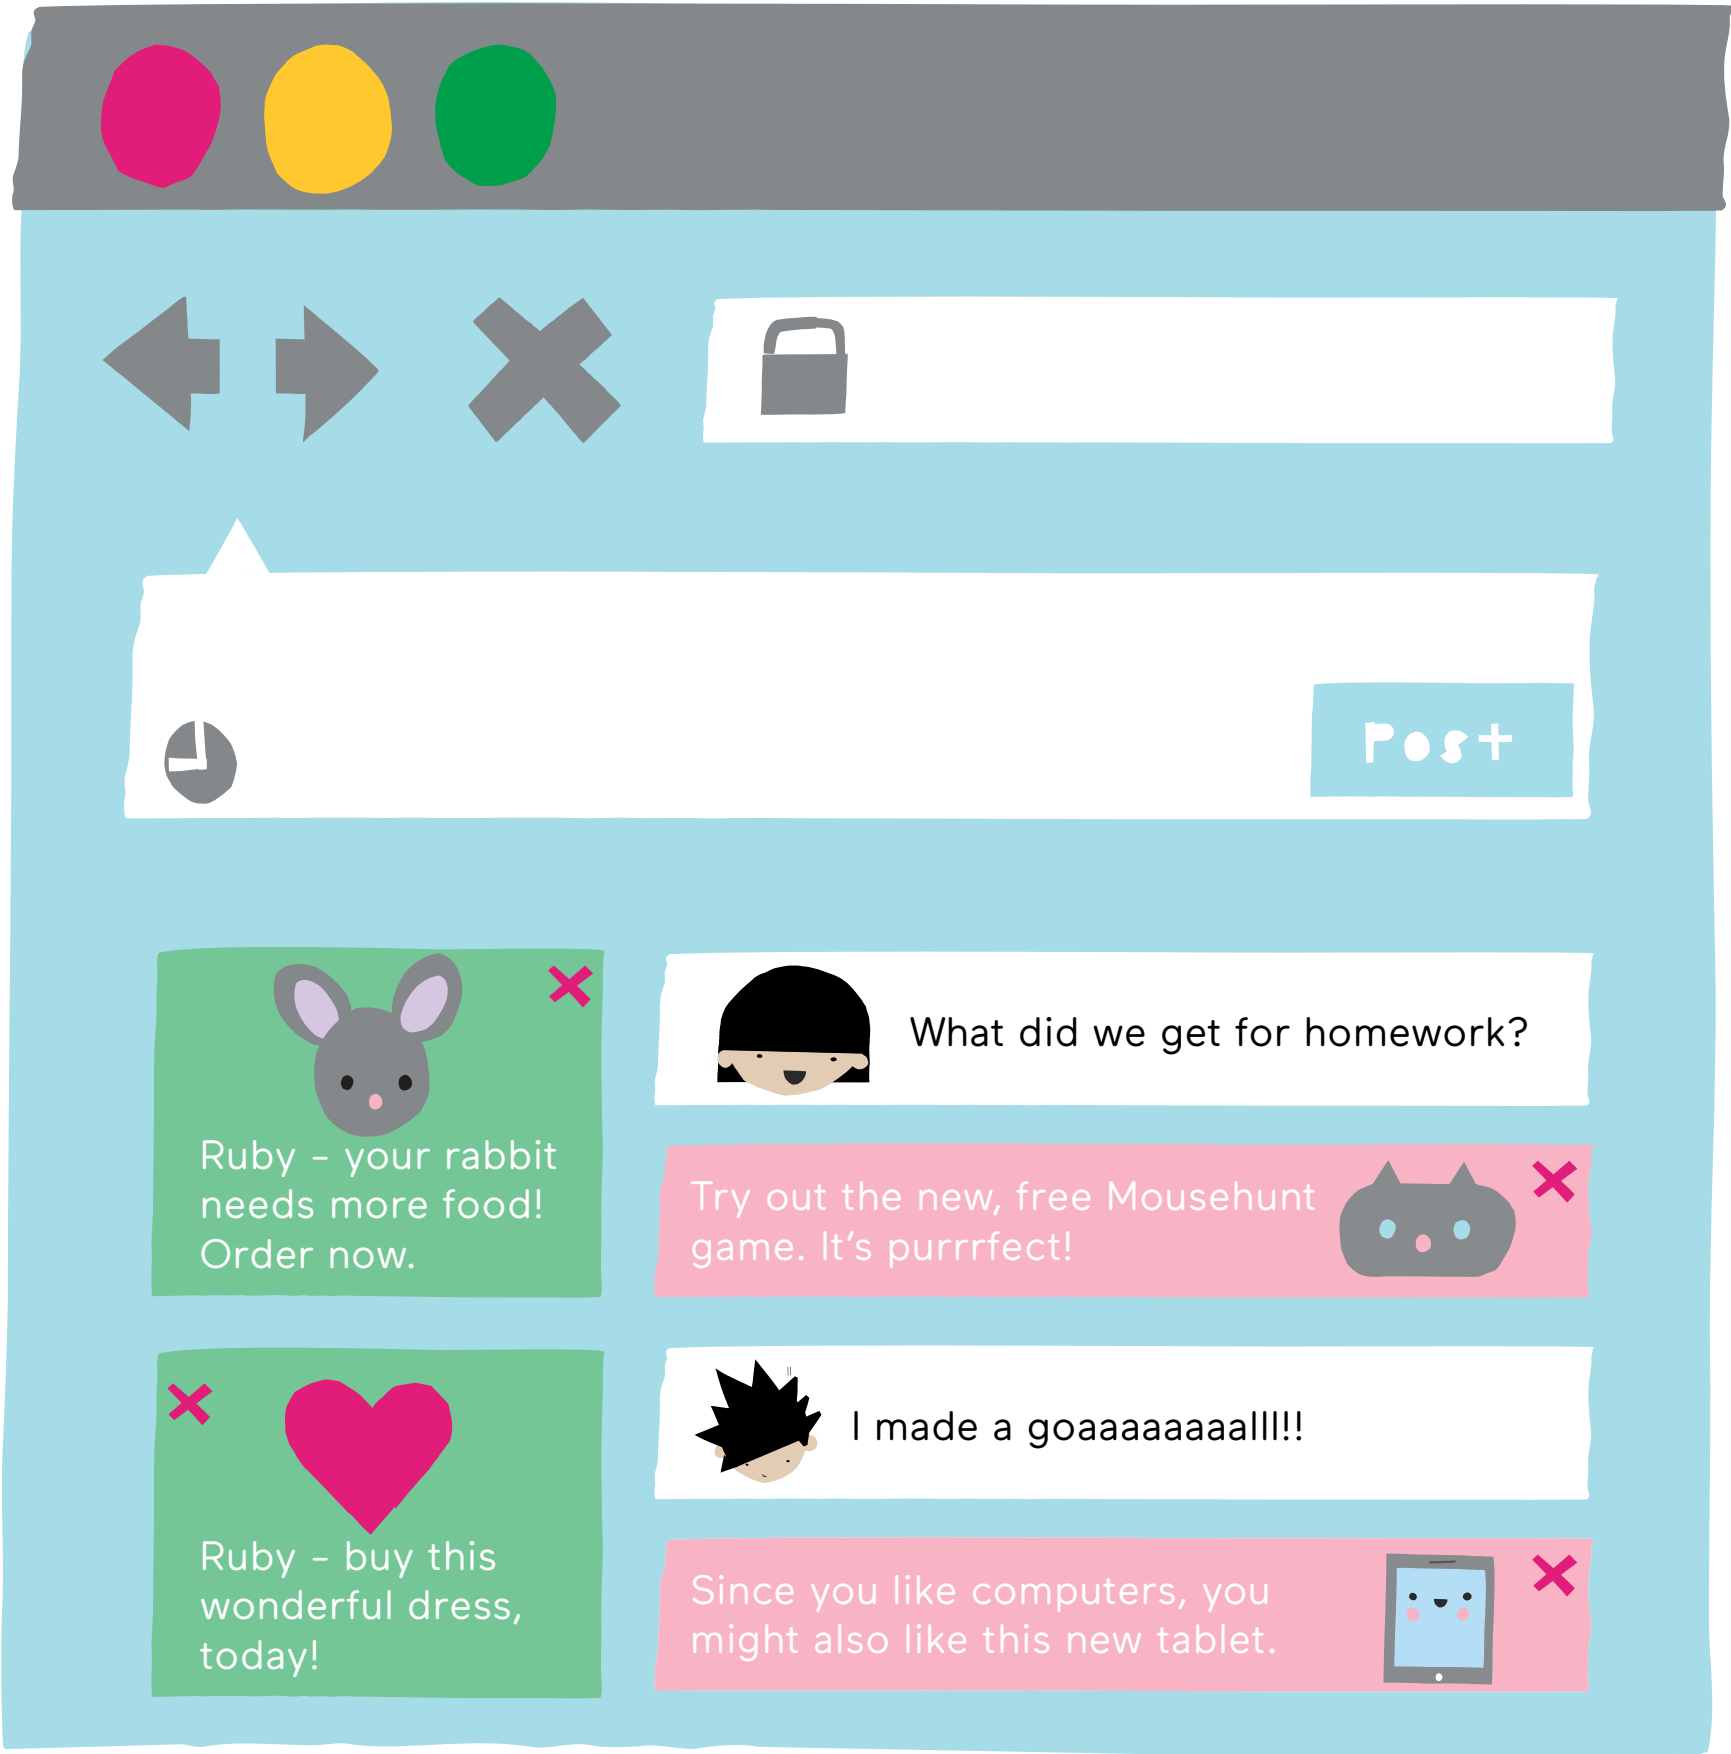 Post
Ruby - your rabbit
needs more food!
Order now.
What did we get for homework?
Try out the new, free Mousehunt
game. It's purrrfect!
Ruby - buy this
wonderful dress,
today!
I made a goaaaaaaaalll!!
Since you like computers, you
might also like this new tablet.